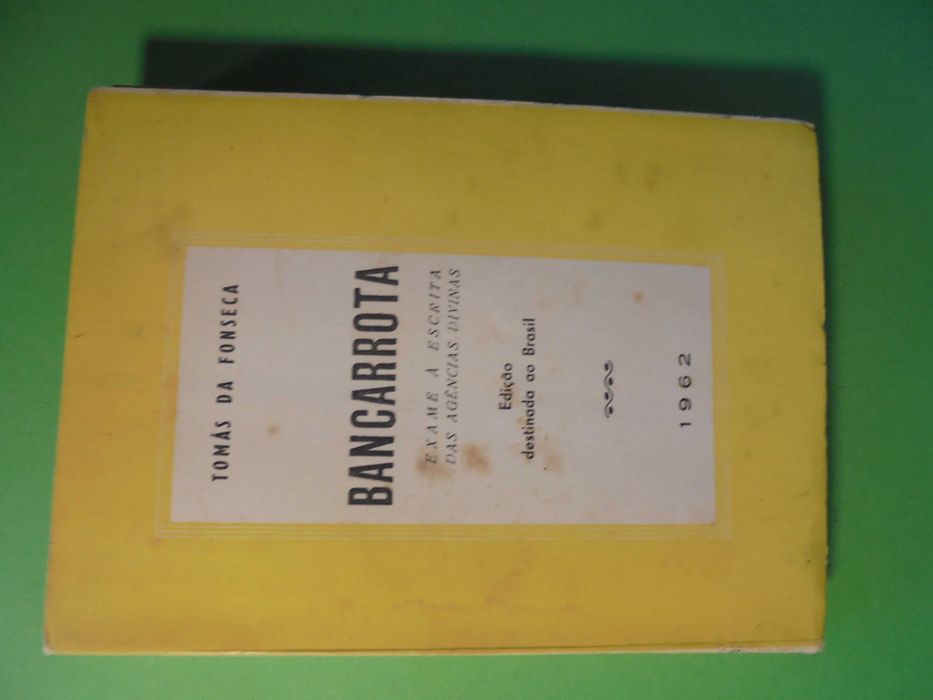 TOMÁS DA FONSECA
BANCARROTA
EXAME À ESCRITA
DAS AGÊNCIAS DIVINAS
Edição
destinada ao Brasil
1962